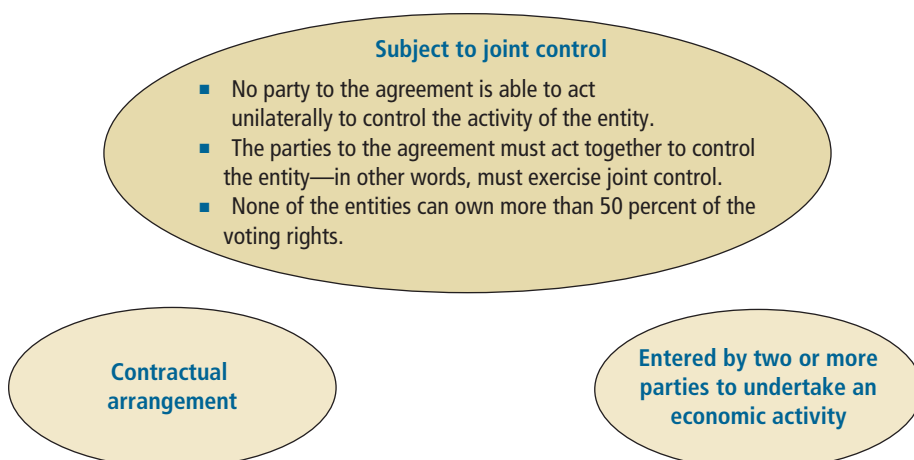 Subject to joint control
■ No party to the agreement is able to act
unilaterally to control the activity of the entity.
■ The parties to the agreement must act together to control
the entity—in other words, must exercise joint control.
■ None of the entities can own more than 50 percent of the
voting rights.
Contractual
arrangement
Entered by two or more
parties to undertake an
economic activity